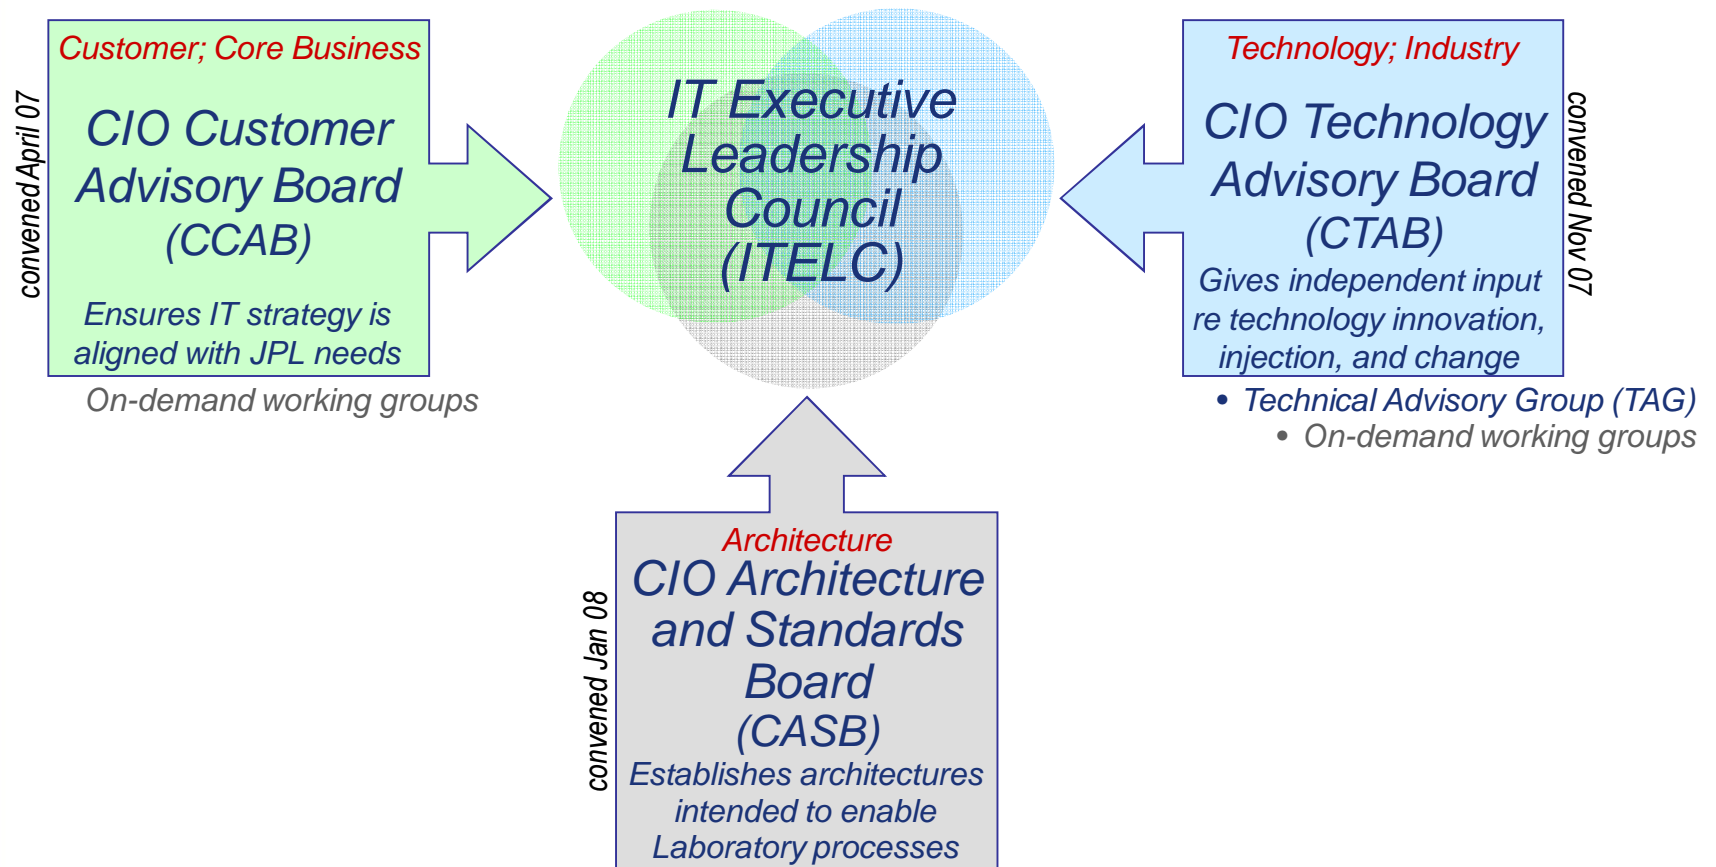 Customer; Core Business
CIO Customer
Advisory Board
(CCAB)
Ensures IT strategy is
aligned with JPL needs
convened April 07
On-demand working groups
IT Executive
Leadership
Council
(ITELC)
Technology; Industry
CIO Technology
Advisory Board
(CTAB)
Gives independent input
re technology innovation,
injection, and change
convened Nov 07
• Technical Advisory Group (TAG)
• On-demand working groups
Architecture
CIO Architecture
and Standards
Board
(CASB)
Establishes architectures
intended to enable
Laboratory processes
convened Jan 08